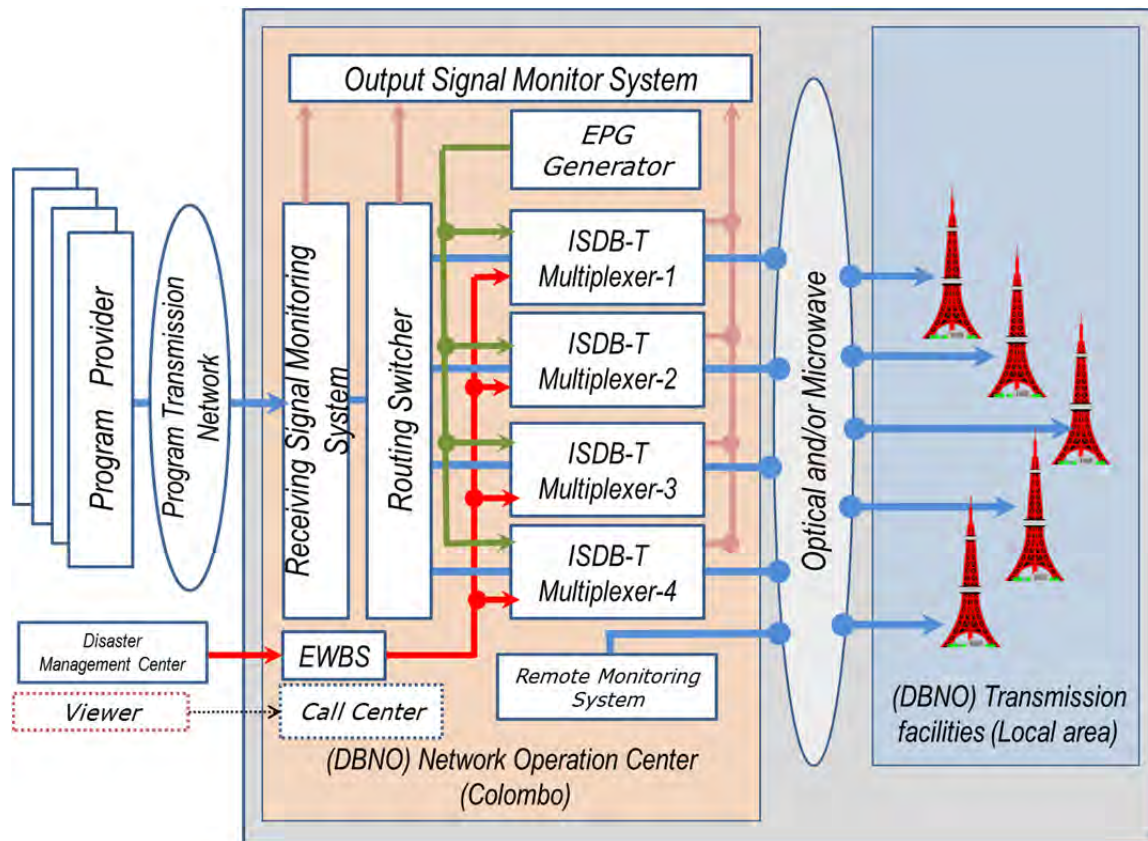 Output Signal Monitor System
EPG
Generator
Program Provider
Program Transmission
Network
Receiving Signal Monitoring
System
Routing Switcher
ISDB-T
Multiplexer-1
ISDB-T
Multiplexer-2
ISDB-T
Multiplexer-3
ISDB-T
Multiplexer-4
Optical and/or Microwave
Disaster
Management Center
EWBS
Remote Monitoring
System
Viewer
Call Center
(DBNO) Network Operation Center
(Colombo)
(DBNO) Transmission
facilities (Local area)